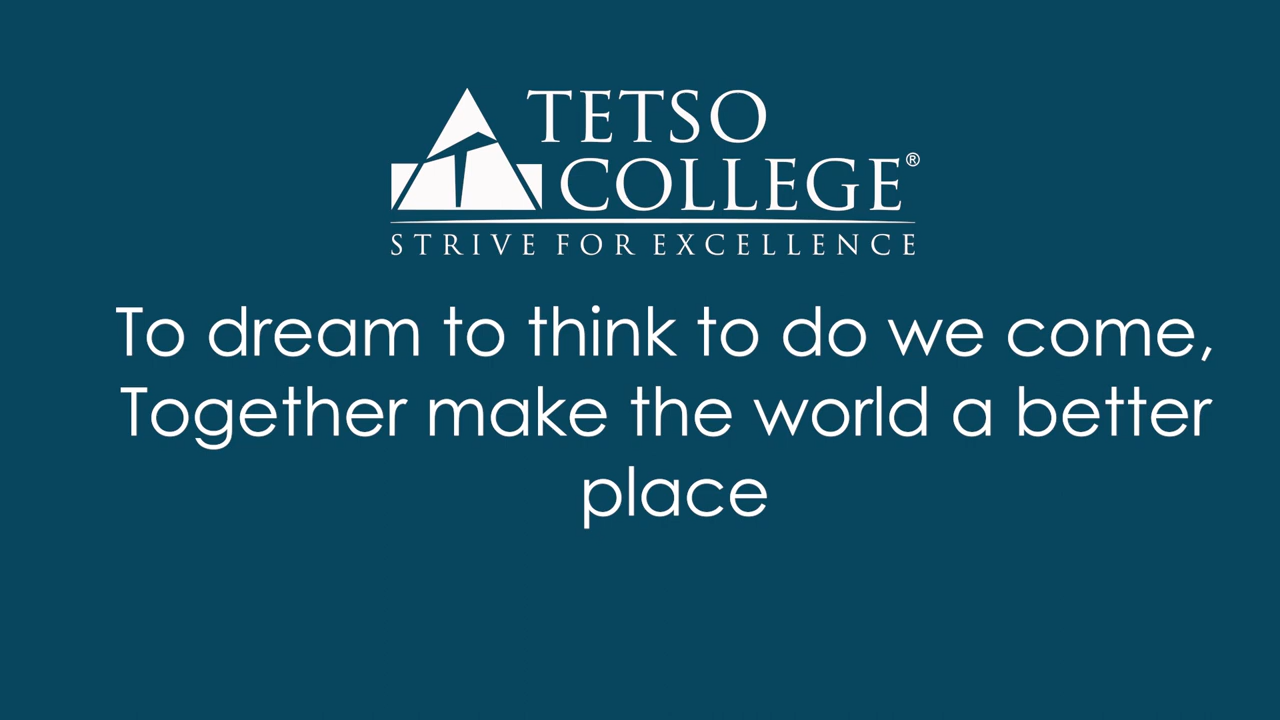 TETSO
COLLEGE®
STRIVE FOR EXCELLENCE
To dream to think to do we come,
Together make the world a better
place